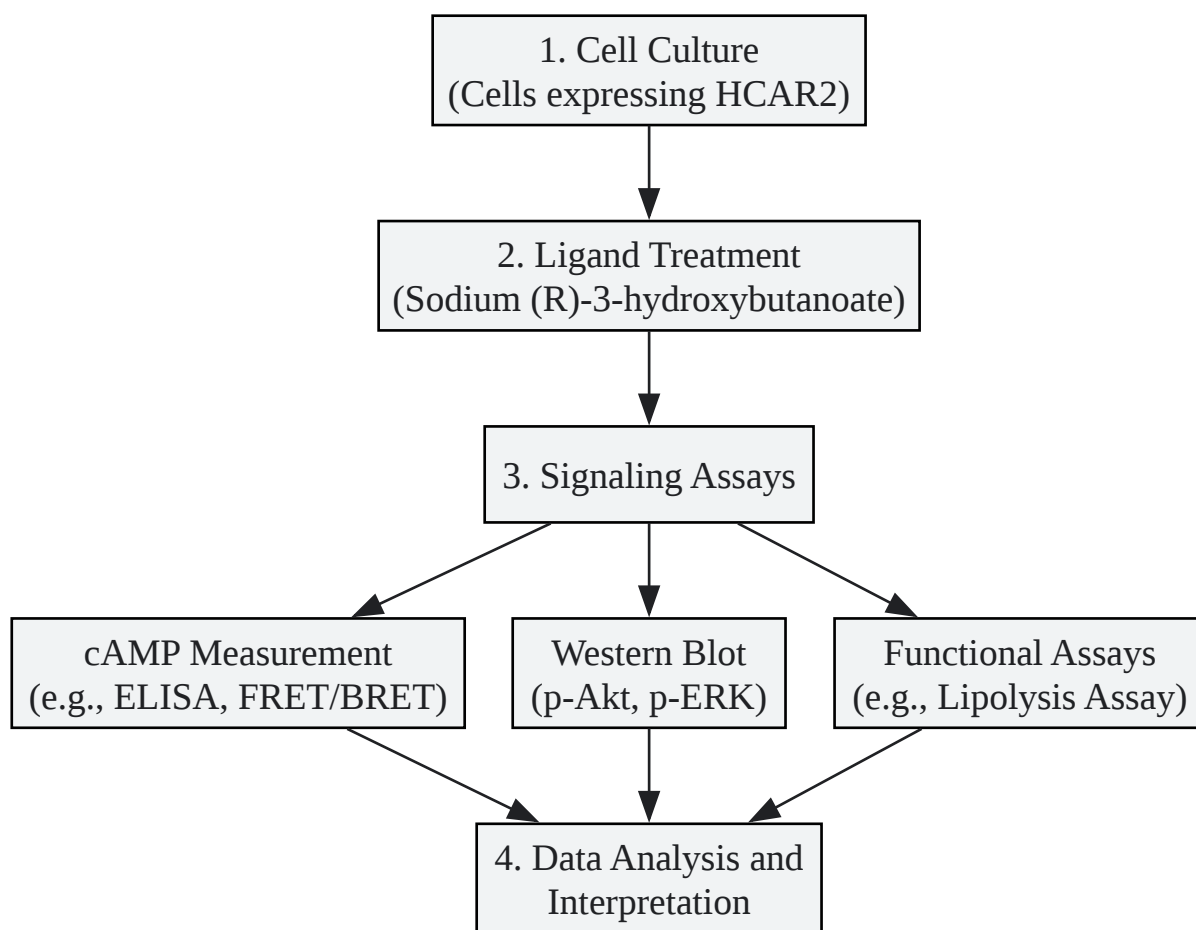 1. Cell Culture
(Cells expressing HCAR2)
2. Ligand Treatment
(Sodium (R)-3-hydroxybutanoate)
3. Signaling Assays
cAMP Measurement
(e.g., ELISA, FRET/BRET)
Western Blot
(p-Akt, p-ERK)
Functional Assays
(e.g., Lipolysis Assay)
4. Data Analysis and
Interpretation